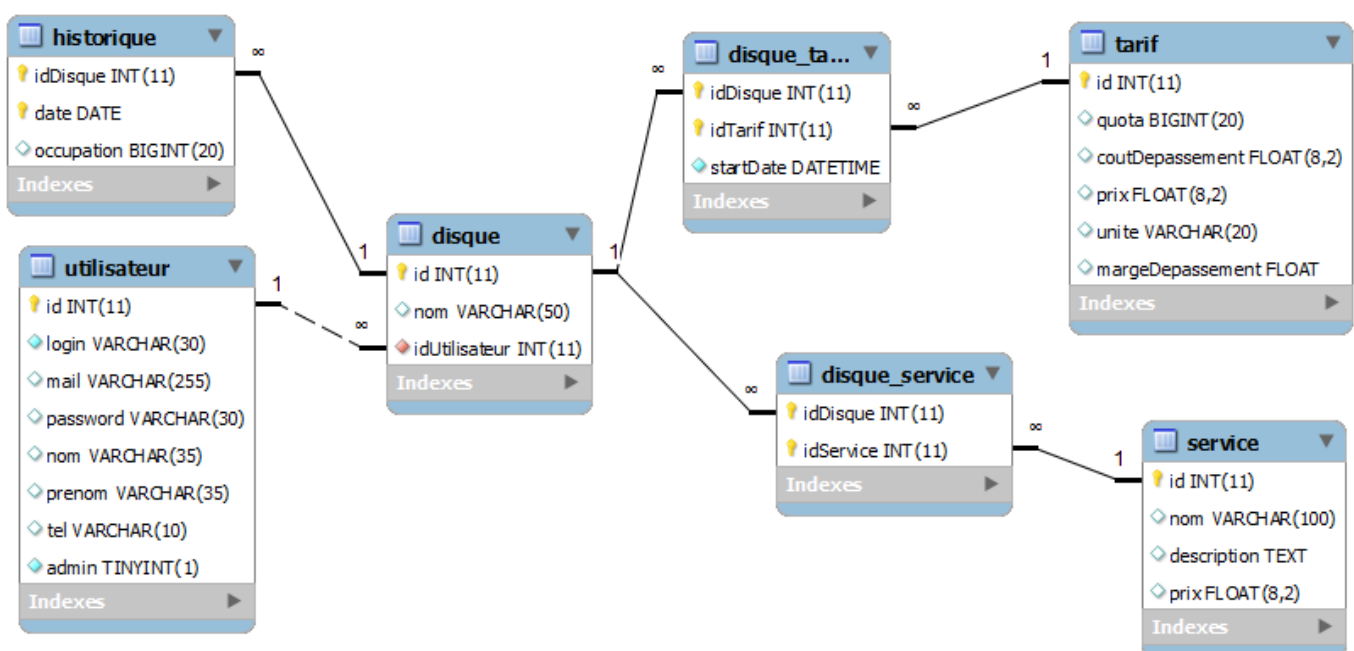 historique
idDisque INT(11)
date DATE
occupation BIGINT(20)
Indexes
∞
1
utilisateur
id INT(11)
login VARCHAR(30)
mail VARCHAR(255)
password VARCHAR(30)
nom VARCHAR(35)
prenom VARCHAR(35)
tel VARCHAR(10)
admin TINYINT(1)
Indexes
1
∞
disque
id INT(11)
nom VARCHAR(50)
idUtilisateur INT(11)
Indexes
1
∞
disque_ta...
idDisque INT(11)
idTarif INT(11)
startDate DATETIME
Indexes
∞
1
tarif
id INT(11)
quota BIGINT(20)
coutDepassement FLOAT(8,2)
prix FLOAT(8,2)
unite VARCHAR(20)
margeDepassement FLOAT
Indexes
∞
disque_service
idDisque INT(11)
idService INT(11)
Indexes
∞
1
service
id INT(11)
nom VARCHAR(100)
description TEXT
prix FLOAT(8,2)
Indexes